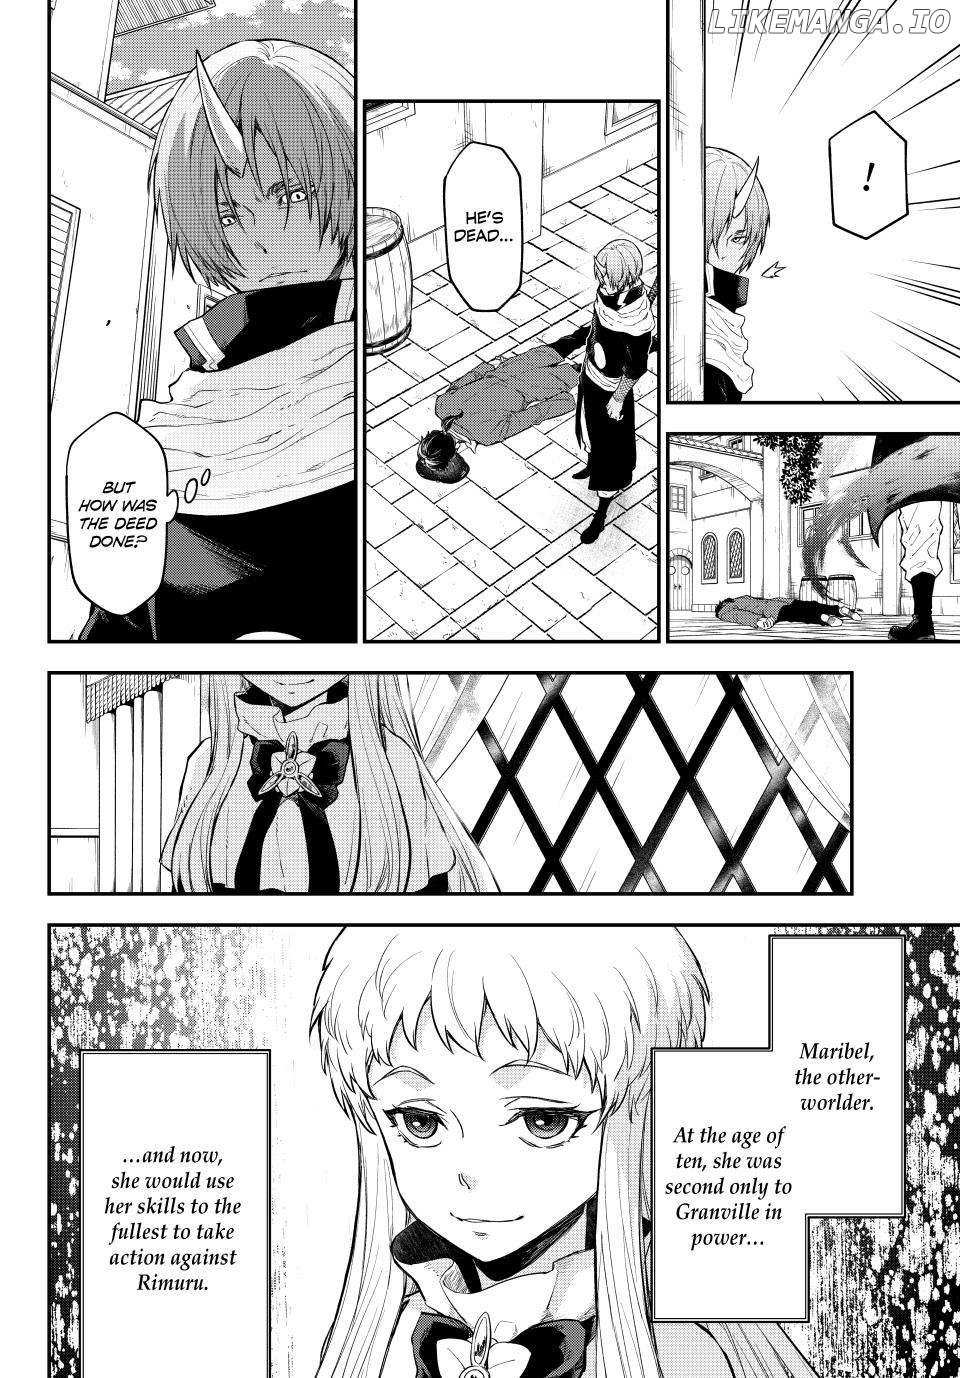 LIKEMANGA.IO
!
HE'S
DEAD...
BUT
HOW WAS
THE DEED
DONE?
Maribel,
the other-
worlder.
At the age of
ten, she was
second only to
Granville in
power…
…and now,
she would use
her skills to the
fullest to take
action against
Rimuru.